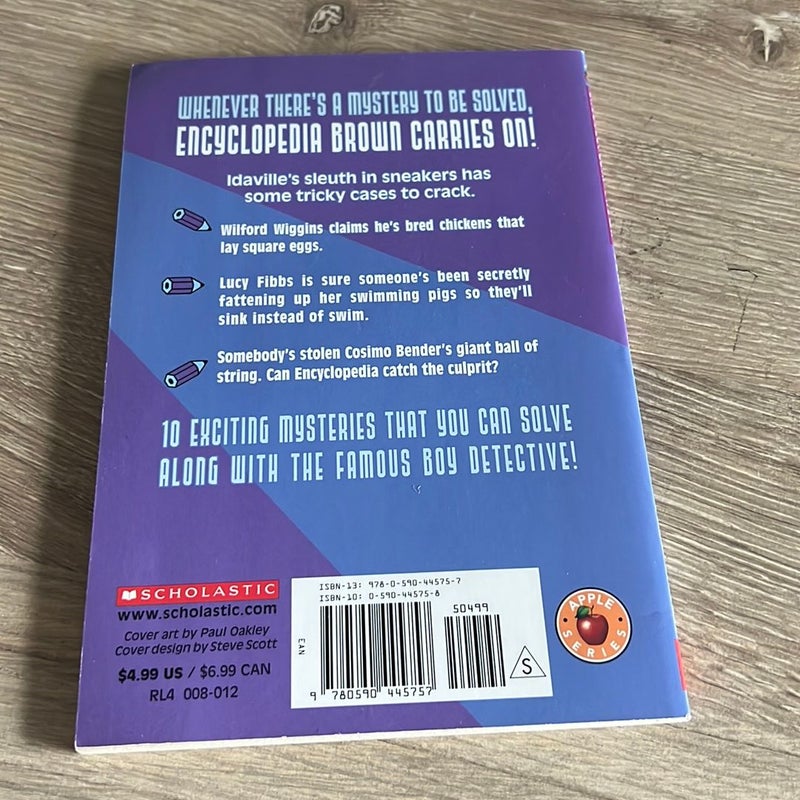 WHENEVER THERE'S A MYSTERY TO BE SOLVED,
ENCYCLOPEDIA BROWN CARRIES ON!
Idaville's sleuth in sneakers has
some tricky cases to crack.
Wilford Wiggins claims he's bred chickens that
lay square eggs.
Lucy Fibbs is sure someone's been secretly
fattening up her swimming pigs so they'll
sink instead of swim.
Somebody's stolen Cosimo Bender's giant ball of
string. Can Encyclopedia catch the culprit?
10 EXCITING MYSTERIES THAT YOU CAN SOLVE
ALONG WITH THE FAMOUS BOY DETECTIVE!
SCHOLASTIC
www.scholastic.com
Cover art by Paul Oakley
Cover design by Steve Scott
$4.99 US / $6.99 CAN
RL4 008-012
ISBN-13: 978-0-590-44575-7
ISBN-10: 0-590-44575-8
50499
EAN
9 780590 445757
S
APPLE
SERIES